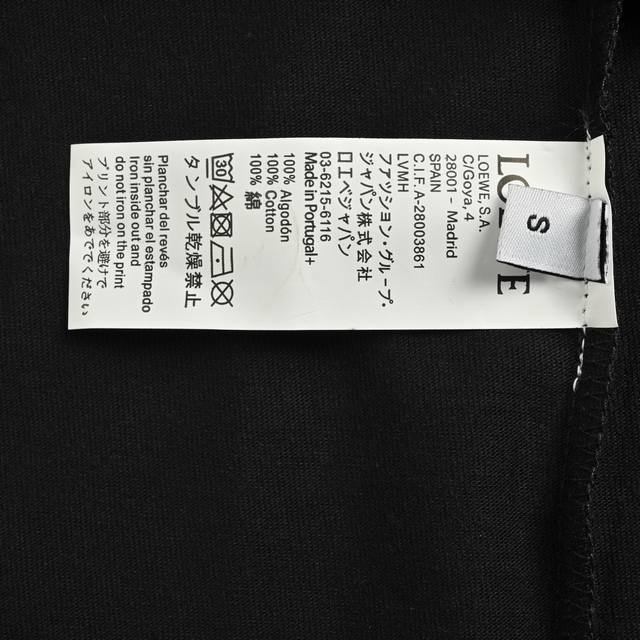 LOEWE
S
LOEWE, S.A.
C/Goya, 4
28001 - Madrid
SPAIN
C.I.F. A-28003861
LVMH
ファッション・グループ・
ジャパン株式会社
ロエベジャパン
03-6215-6116
Made in Portugal
100% Algodón
100% Cotton
100% 綿
30
タンブル乾燥禁止
Planchar del revés
sin planchar el estampado
Iron inside out and
do not iron on the print
プリント部分を避けて
アイロンをあててください